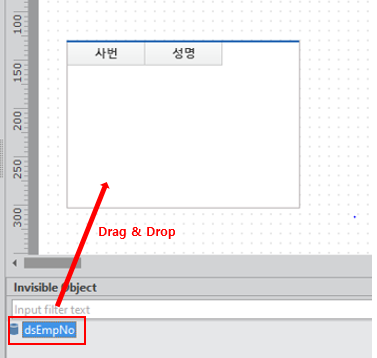 100
150
200
250
300
사번 성명
Drag & Drop
Invisible Object
Input filter text
dsEmpNo